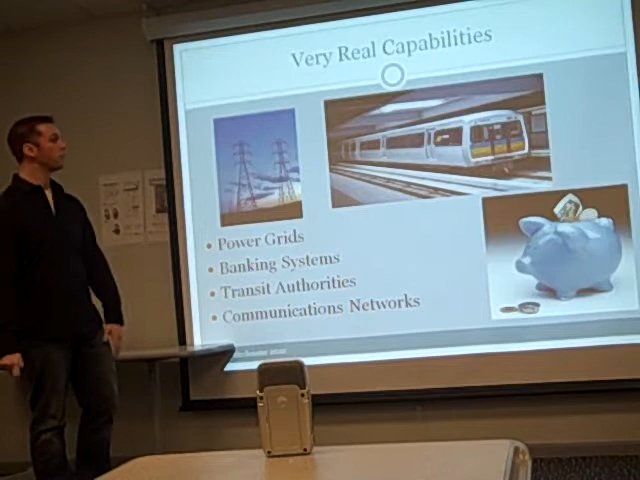 Very Real Capabilities
• Power Grids
• Banking Systems
• Transit Authorities
• Communications Networks